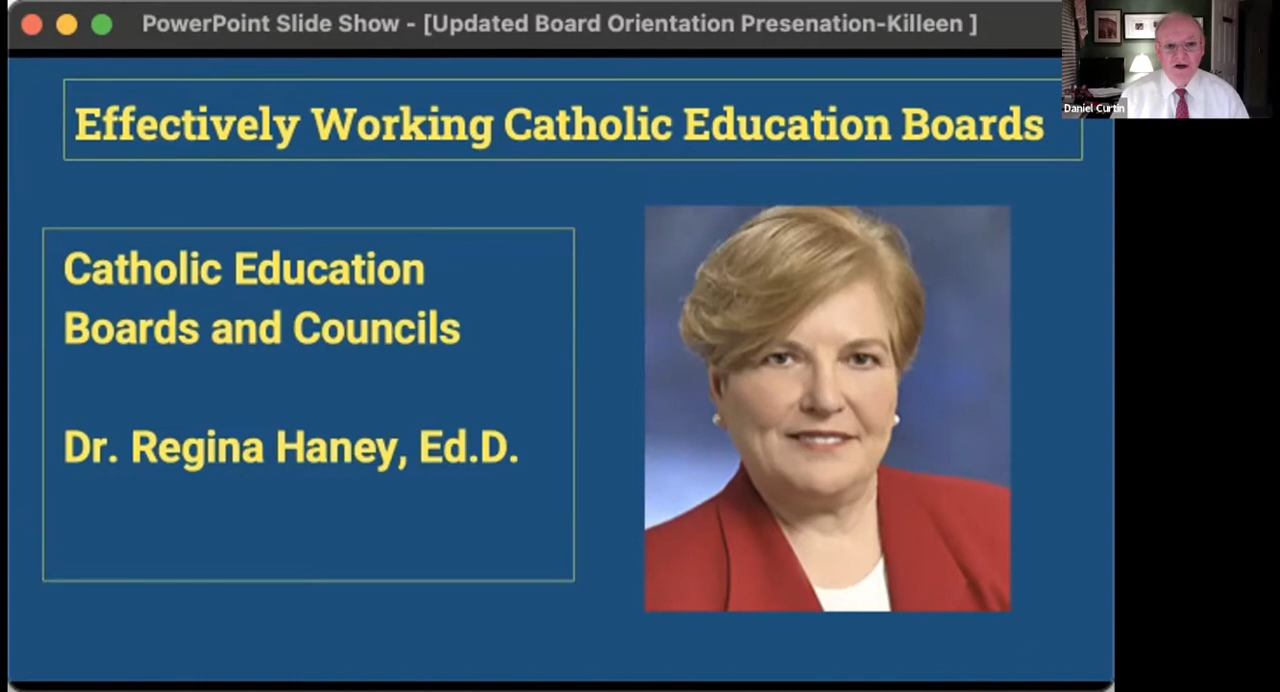 PowerPoint Slide Show - [Updated Board Orientation Presenation-Killeen ]
Daniel Curtin
Effectively Working Catholic Education Boards
Catholic Education
Boards and Councils
Dr. Regina Haney, Ed.D.